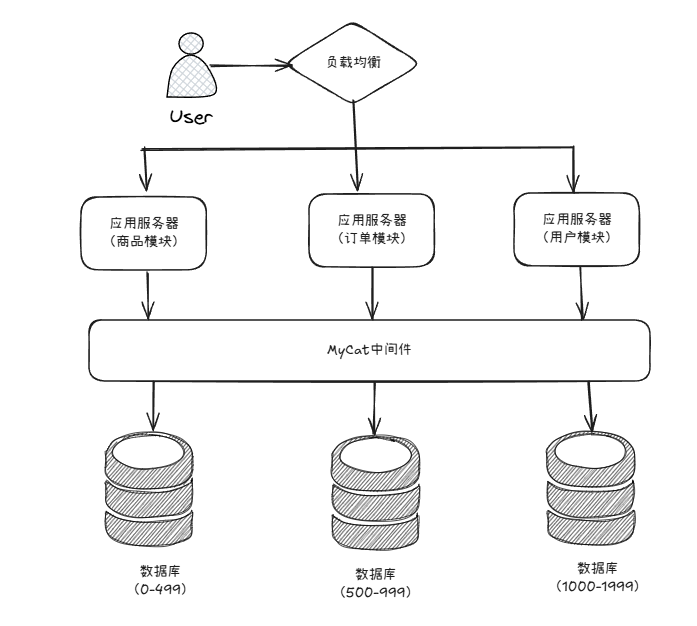 负载均衡
User
应用服务器
（商品模块）
应用服务器
（订单模块）
应用服务器
（用户模块）
MyCat中间件
数据库
（0-499）
数据库
（500-999）
数据库
（1000-1999）